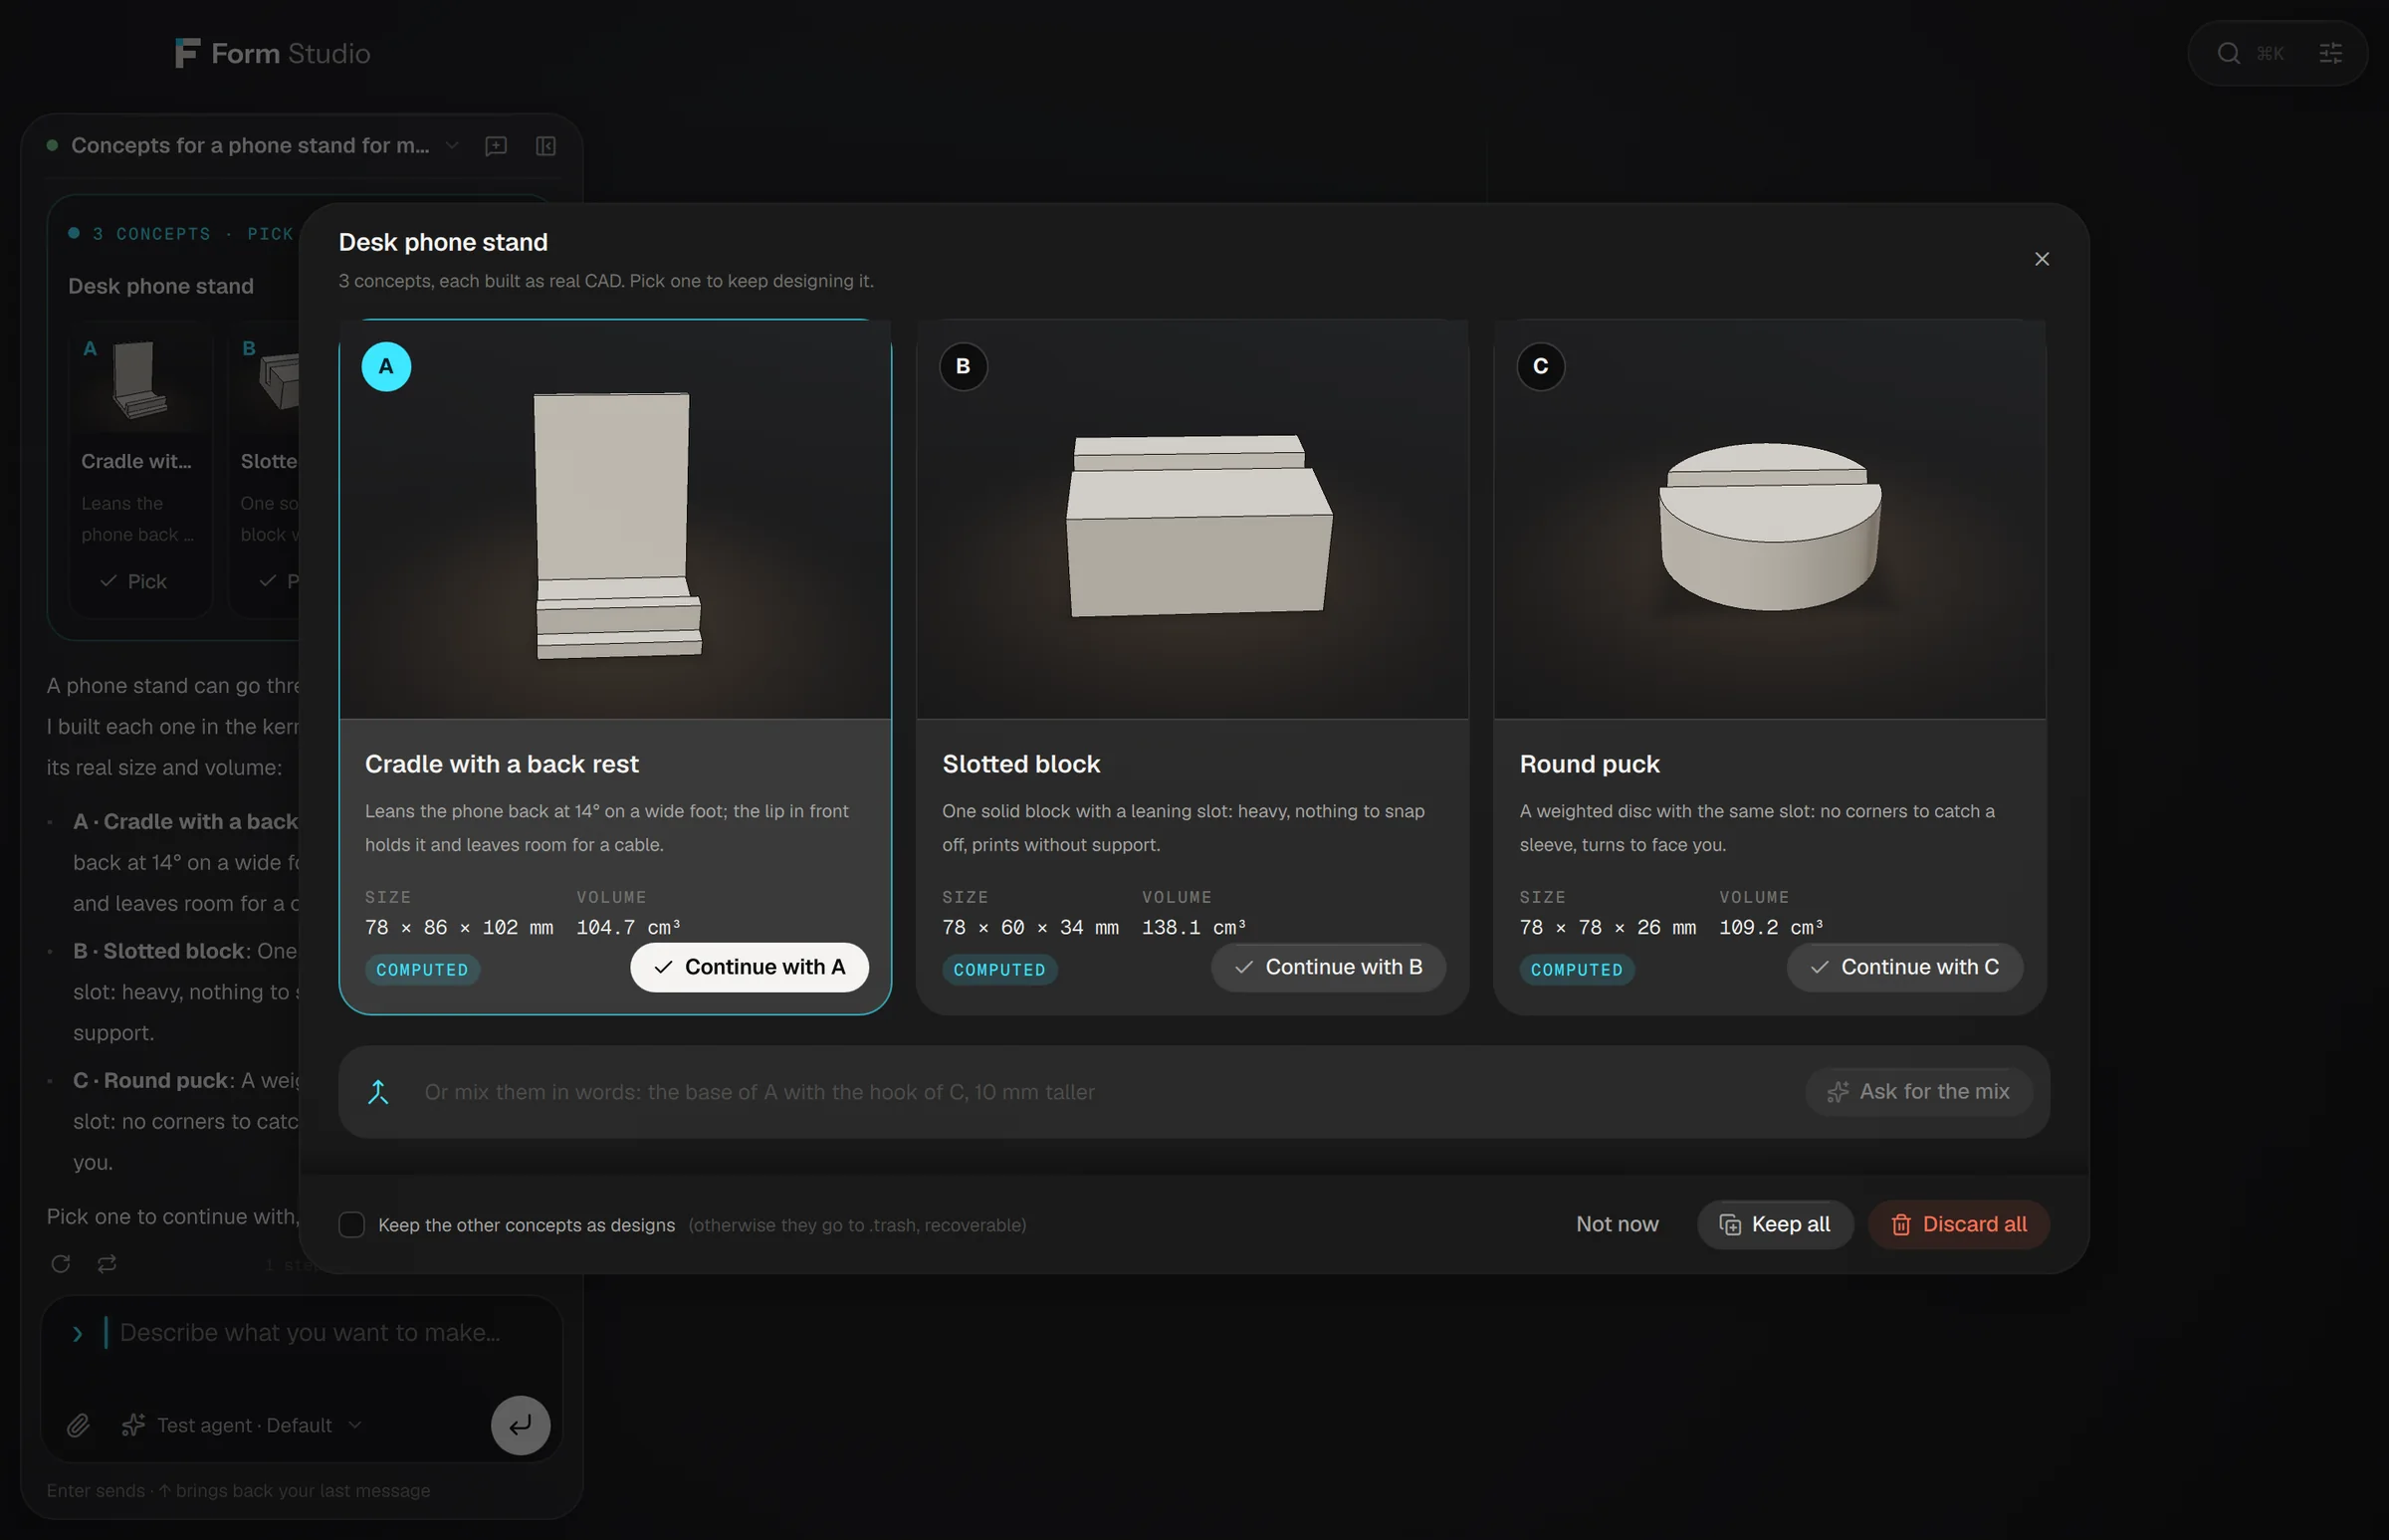 Form Studio
⌘K
Concepts for a phone stand for m...
3 CONCEPTS · PICK
Desk phone stand
A
B
Cradle wit...
Slotte
Leans the
phone back ...
One so
block
Pick
P
A phone stand can go thre
I built each one in the kerr
its real size and volume:
• A · Cradle with a back
back at 14° on a wide fo
and leaves room for a c
• B · Slotted block: One
slot: heavy, nothing to s
support.
• C · Round puck: A weig
slot: no corners to catc
you.
Pick one to continue with,
1 ste
Describe what you want to make...
Test agent · Default
Enter sends · ↑ brings back your last message
Desk phone stand
3 concepts, each built as real CAD. Pick one to keep designing it.
A
Cradle with a back rest
Leans the phone back at 14° on a wide foot; the lip in front
holds it and leaves room for a cable.
SIZE
VOLUME
78 × 86 × 102 mm
104.7 cm³
COMPUTED
Continue with A
B
Slotted block
One solid block with a leaning slot: heavy, nothing to snap
off, prints without support.
SIZE
VOLUME
78 × 60 × 34 mm
138.1 cm³
COMPUTED
Continue with B
C
Round puck
A weighted disc with the same slot: no corners to catch a
sleeve, turns to face you.
SIZE
VOLUME
78 × 78 × 26 mm
109.2 cm³
COMPUTED
Continue with C
Or mix them in words: the base of A with the hook of C, 10 mm taller
Ask for the mix
Keep the other concepts as designs (otherwise they go to .trash, recoverable)
Not now
Keep all
Discard all